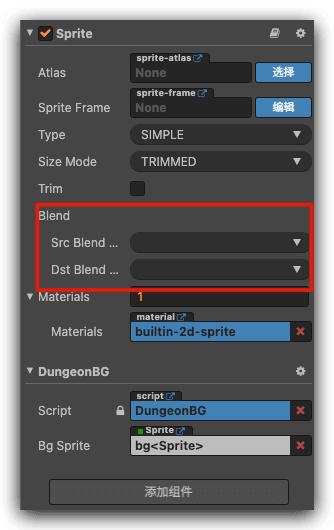 Sprite
sprite-atlas
Atlas None 选择
sprite-frame
Sprite Frame None 编辑
Type SIMPLE
Size Mode TRIMMED
Trim
Blend
Src Blend ...
Dst Blend ...
Materials 1
material
Materials builtin-2d-sprite
DungeonBG
script
Script DungeonBG
Sprite
Bg Sprite bg<Sprite>
添加组件